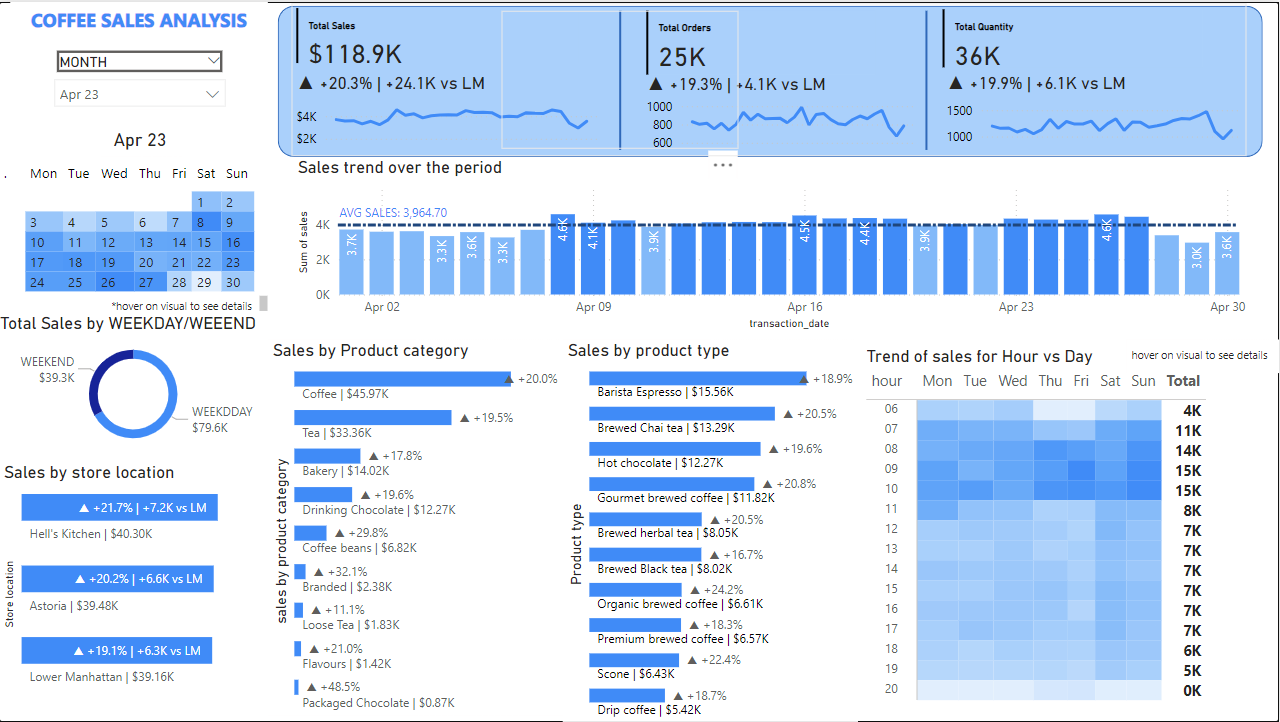 COFFEE SALES ANALYSIS
MONTH
Apr 23
Apr 23
Mon Tue Wed Thu Fri Sat Sun
1 2
3 4 5 6 7 8 9
10 11 12 13 14 15 16
17 18 19 20 21 22 23
24 25 26 27 28 29 30
*hover on visual to see details
Total Sales
$118.9K
▲ +20.3% | +24.1K vs LM
$4K
$2K
Total Orders
25K
▲ +19.3% | +4.1K vs LM
1000
800
600
Total Quantity
36K
▲ +19.9% | +6.1K vs LM
1500
1000
Sales trend over the period
Sum of sales
AVG SALES: 3,964.70
4K
2K
0K
3.7K 3.3K 3.6K 3.3K 4.6K 4.1K 3.9K 4.5K 4.4K 3.9K 4.6K 3.0K 3.6K
Apr 02 Apr 09 Apr 16 Apr 23 Apr 30
transaction_date
Total Sales by WEEKDAY/WEEEND
WEEKEND
$39.3K
WEEKDDAY
$79.6K
Sales by store location
Store location
▲ +21.7% | +7.2K vs LM
Hell's Kitchen | $40.30K
▲ +20.2% | +6.6K vs LM
Astoria | $39.48K
▲ +19.1% | +6.3K vs LM
Lower Manhattan | $39.16K
Sales by Product category
sales by product category
▲ +20.0%
Coffee | $45.97K
▲ +19.5%
Tea | $33.36K
▲ +17.8%
Bakery | $14.02K
▲ +19.6%
Drinking Chocolate | $12.27K
▲ +29.8%
Coffee beans | $6.82K
▲ +32.1%
Branded | $2.38K
▲ +11.1%
Loose Tea | $1.83K
▲ +21.0%
Flavours | $1.42K
▲ +48.5%
Packaged Chocolate | $0.87K
Sales by product type
Product type
▲ +18.9%
Barista Espresso | $15.56K
▲ +20.5%
Brewed Chai tea | $13.29K
▲ +19.6%
Hot chocolate | $12.27K
▲ +20.8%
Gourmet brewed coffee | $11.82K
▲ +20.5%
Brewed herbal tea | $8.05K
▲ +16.7%
Brewed Black tea | $8.02K
▲ +24.2%
Organic brewed coffee | $6.61K
▲ +18.3%
Premium brewed coffee | $6.57K
▲ +22.4%
Scone | $6.43K
▲ +18.7%
Drip coffee | $5.42K
Trend of sales for Hour vs Day
hover on visual to see details
hour Mon Tue Wed Thu Fri Sat Sun Total
06 4K
07 11K
08 14K
09 15K
10 15K
11 8K
12 7K
13 7K
14 7K
15 7K
16 7K
17 7K
18 6K
19 5K
20 0K